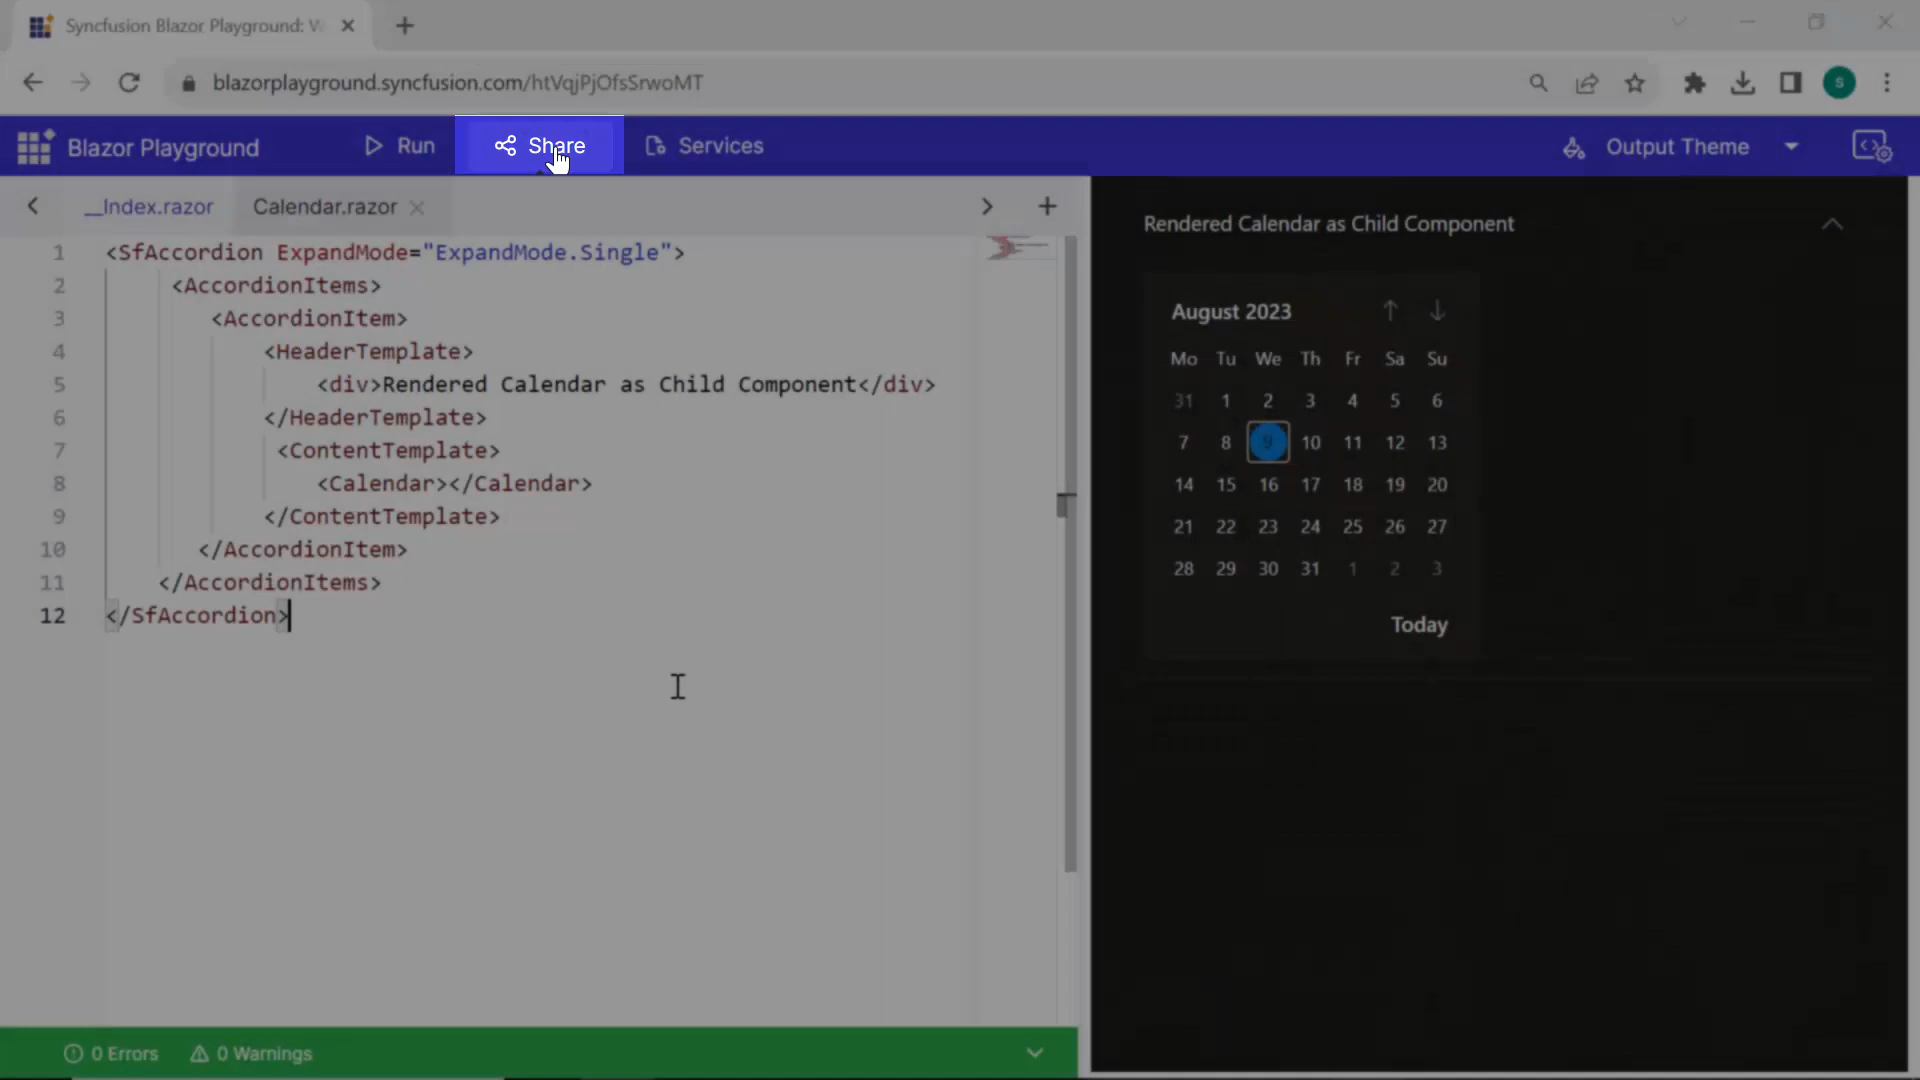 Syncfusion Blazor Playground: W
blazorplayground.syncfusion.com/htVqjPjOfsSrwoMT
S
Blazor Playground
Run
Share
Services
Output Theme
__Index.razor
Calendar.razor
1 <SfAccordion ExpandMode="ExpandMode.Single">
2 <AccordionItems>
3 <AccordionItem>
4 <HeaderTemplate>
5 <div>Rendered Calendar as Child Component</div>
6 </HeaderTemplate>
7 <ContentTemplate>
8 <Calendar></Calendar>
9 </ContentTemplate>
10 </AccordionItem>
11 </AccordionItems>
12 </SfAccordion>
0 Errors
0 Warnings
Rendered Calendar as Child Component
August 2023
Mo Tu We Th Fr Sa Su
31 1 2 3 4 5 6
7 8 9 10 11 12 13
14 15 16 17 18 19 20
21 22 23 24 25 26 27
28 29 30 31 1 2 3
Today